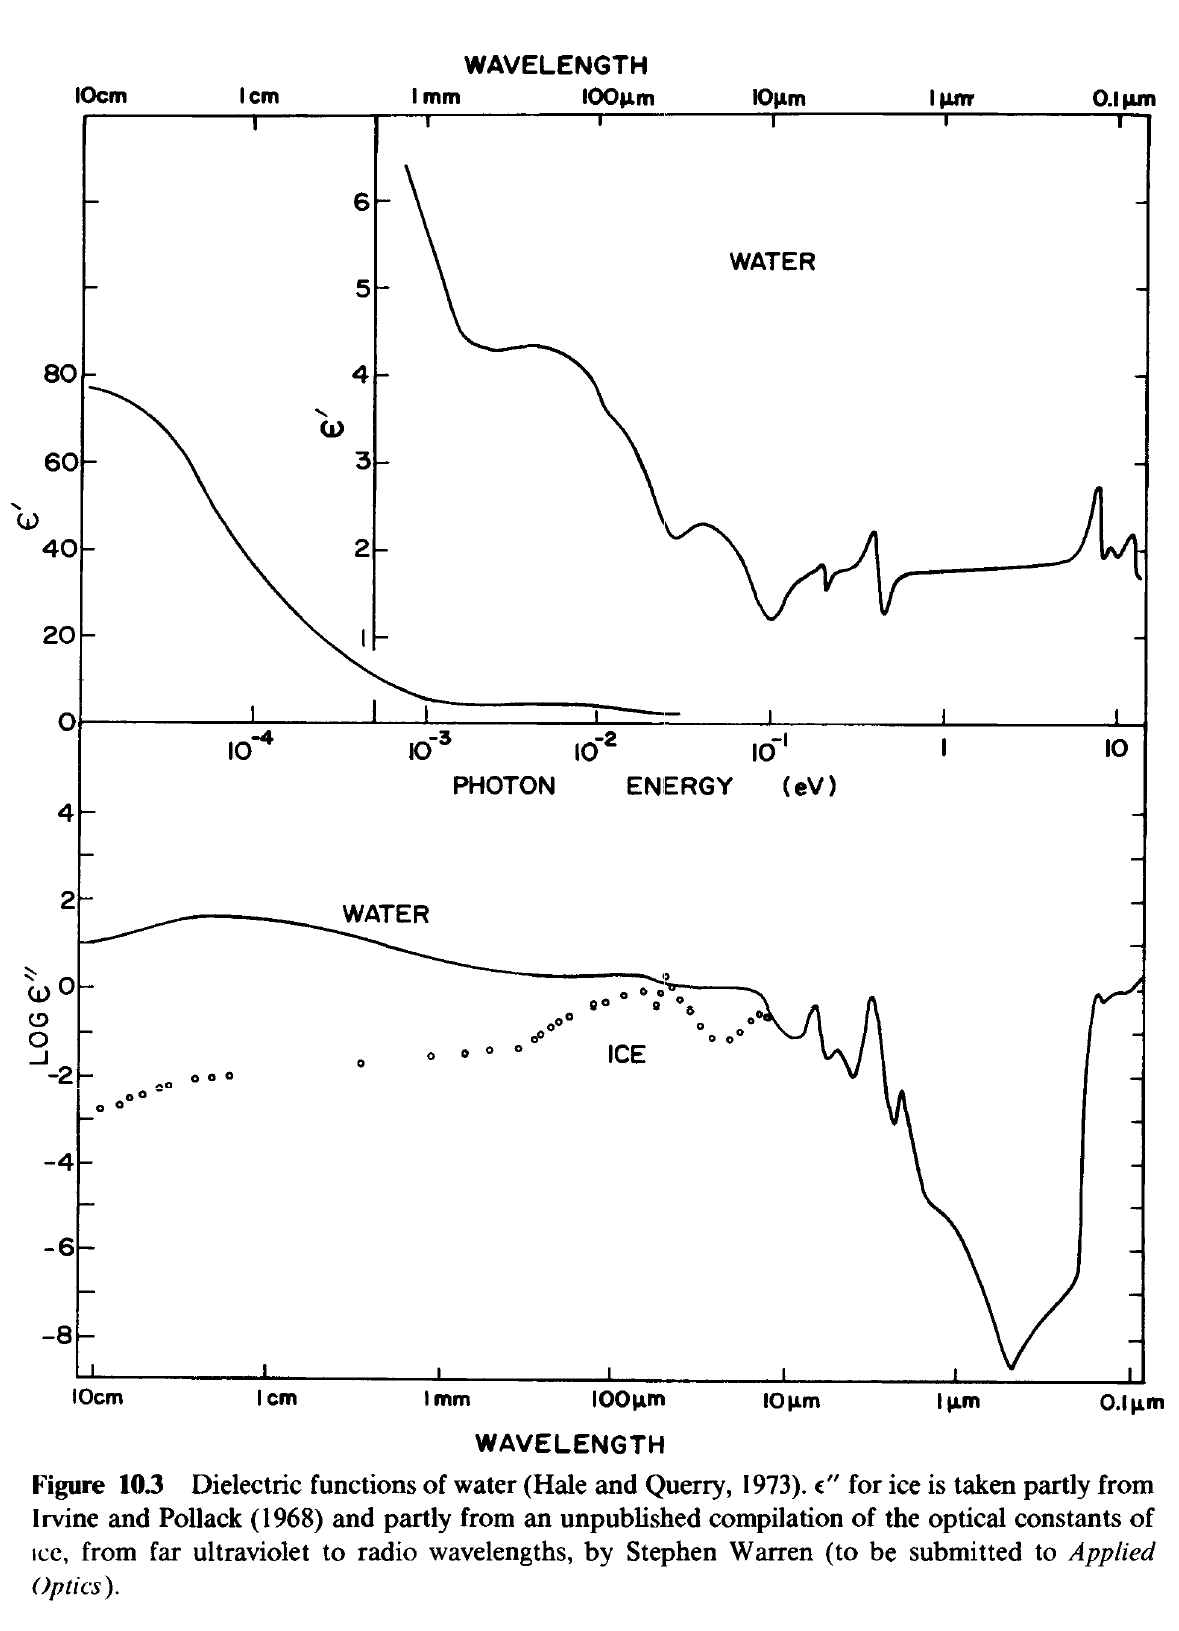 WAVELENGTH
10cm 1cm 1mm 100μm 10μm 1μm 0.1μm
6
WATER
5
80 4
ϵ′
60 3
ϵ′
40 2
20 1
0
10⁻⁴ 10⁻³ 10⁻² 10⁻¹ 1 10
PHOTON ENERGY (eV)
4
2
WATER
0
LOG ϵ″
ICE
-2
-4
-6
-8
10cm 1cm 1mm 100μm 10μm 1μm 0.1μm
WAVELENGTH
Figure 10.3 Dielectric functions of water (Hale and Querry, 1973). ϵ″ for ice is taken partly from
Irvine and Pollack (1968) and partly from an unpublished compilation of the optical constants of
ice, from far ultraviolet to radio wavelengths, by Stephen Warren (to be submitted to Applied
Optics).